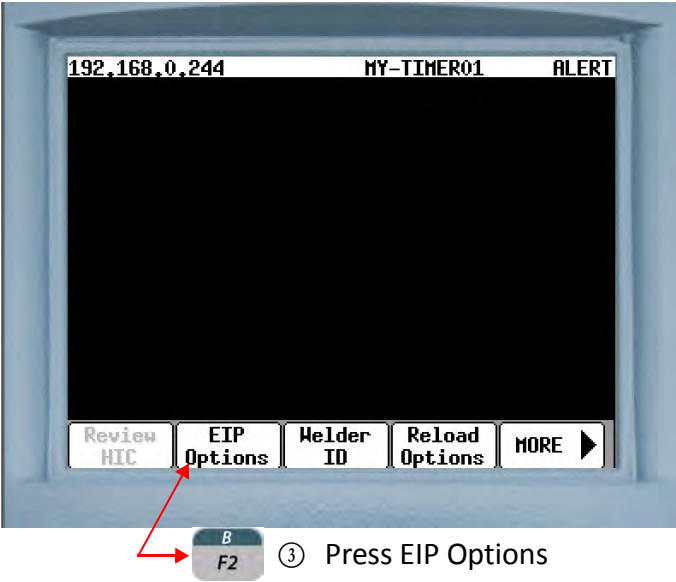 192.168.0.244 MY-TIMER01 ALERT
Review HIC
EIP Options
Welder ID
Reload Options
MORE
B
F2
③ Press EIP Options